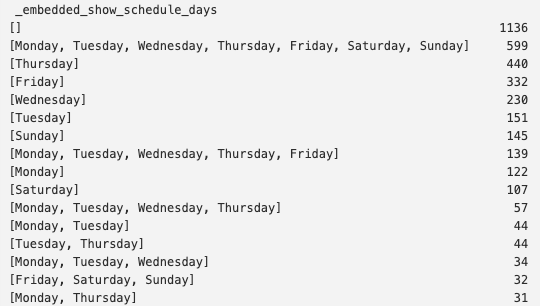 _embedded_show_schedule_days
[] 1136
[Monday, Tuesday, Wednesday, Thursday, Friday, Saturday, Sunday] 599
[Thursday] 440
[Friday] 332
[Wednesday] 230
[Tuesday] 151
[Sunday] 145
[Monday, Tuesday, Wednesday, Thursday, Friday] 139
[Monday] 122
[Saturday] 107
[Monday, Tuesday, Wednesday, Thursday] 57
[Monday, Tuesday] 44
[Tuesday, Thursday] 44
[Monday, Tuesday, Wednesday] 34
[Friday, Saturday, Sunday] 32
[Monday, Thursday] 31